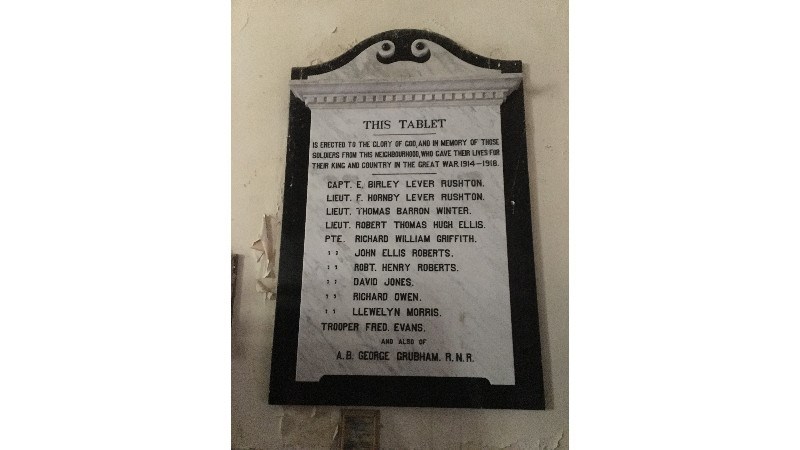 THIS TABLET
IS ERECTED TO THE GLORY OF GOD, AND IN MEMORY OF THOSE
SOLDIERS FROM THIS NEIGHBOURHOOD, WHO GAVE THEIR LIVES FOR
THEIR KING AND COUNTRY IN THE GREAT WAR, 1914-1918.
CAPT. E. BIRLEY LEVER RUSHTON.
LIEUT. F. HORNBY LEVER RUSHTON.
LIEUT. THOMAS BARRON WINTER.
LIEUT. ROBERT THOMAS HUGH ELLIS.
PTE. RICHARD WILLIAM GRIFFITH.
,, JOHN ELLIS ROBERTS.
,, ROBT. HENRY ROBERTS.
,, DAVID JONES.
,, RICHARD OWEN.
,, LLEWELYN MORRIS.
TROOPER FRED. EVANS.
AND ALSO OF
A.B. GEORGE GRUBHAM. R.N.R.